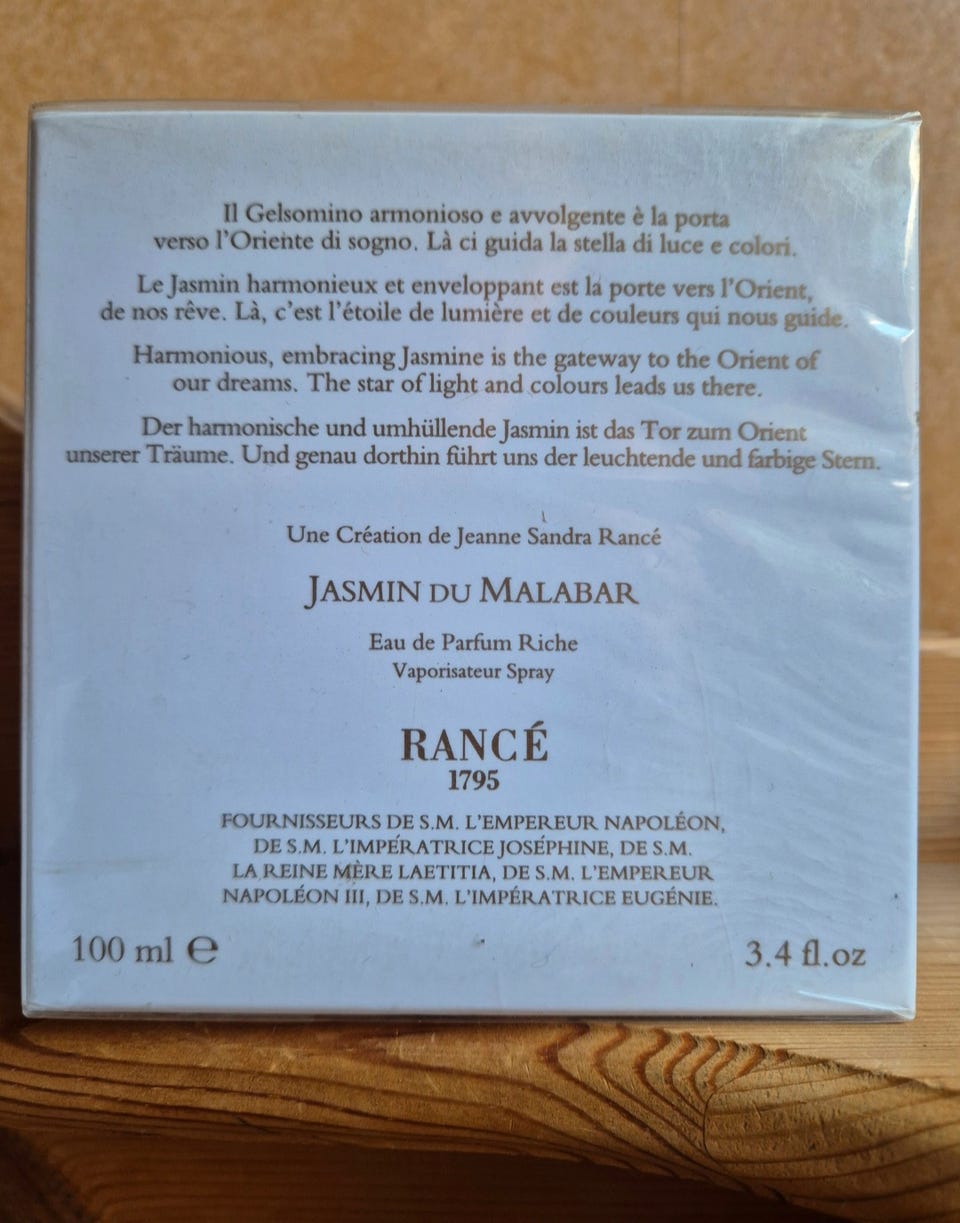 Il Gelsomino armonioso e avvolgente è la porta
verso l'Oriente di sogno. Là ci guida la stella di luce e colori.
Le Jasmin harmonieux et enveloppant est la porte vers l'Orient,
de nos rêve. Là, c'est l'étoile de lumière et de couleurs qui nous guide.
Harmonious, embracing Jasmine is the gateway to the Orient of
our dreams. The star of light and colours leads us there.
Der harmonische und umhüllende Jasmin ist das Tor zum Orient
unserer Träume. Und genau dorthin führt uns der leuchtende und farbige Stern.
Une Création de Jeanne Sandra Rancé
JASMIN DU MALABAR
Eau de Parfum Riche
Vaporisateur Spray
RANCÉ
1795
FOURNISSEURS DE S.M. L'EMPEREUR NAPOLÉON,
DE S.M. L'IMPÉRATRICE JOSÉPHINE, DE S.M.
LA REINE MÈRE LAETITIA, DE S.M. L'EMPEREUR
NAPOLÉON III, DE S.M. L'IMPÉRATRICE EUGÉNIE.
100 ml ℮
3.4 fl.oz